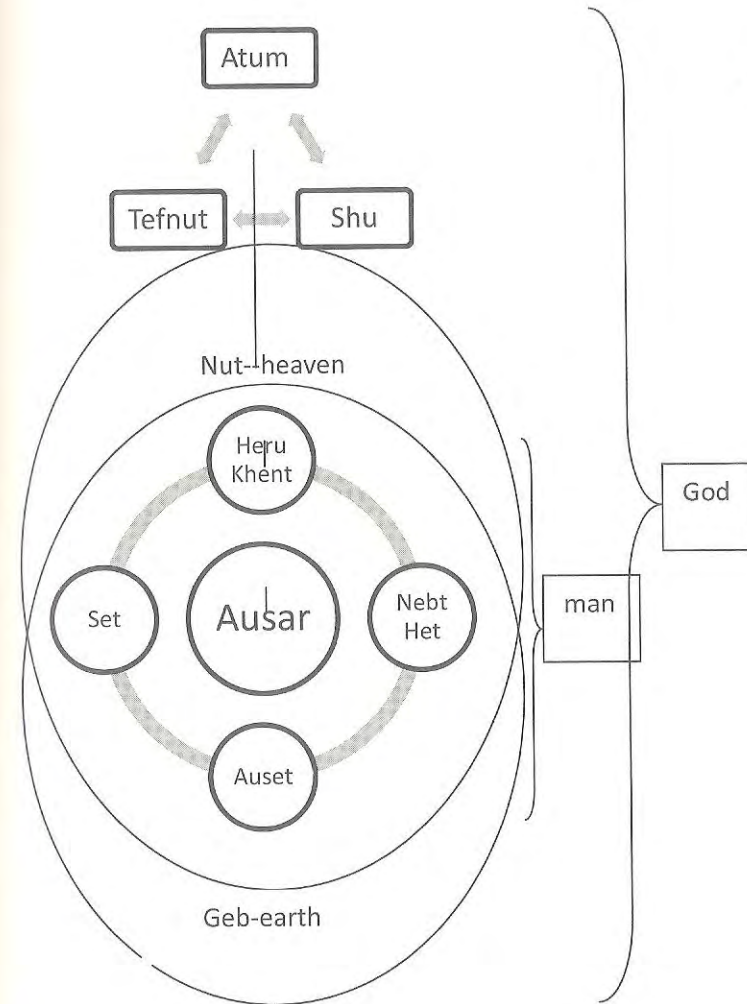 Atum
Tefnut
Shu
Nut--heaven
Heru
Khent
God
Set
Ausar
Nebt
Het
man
Auset
Geb-earth